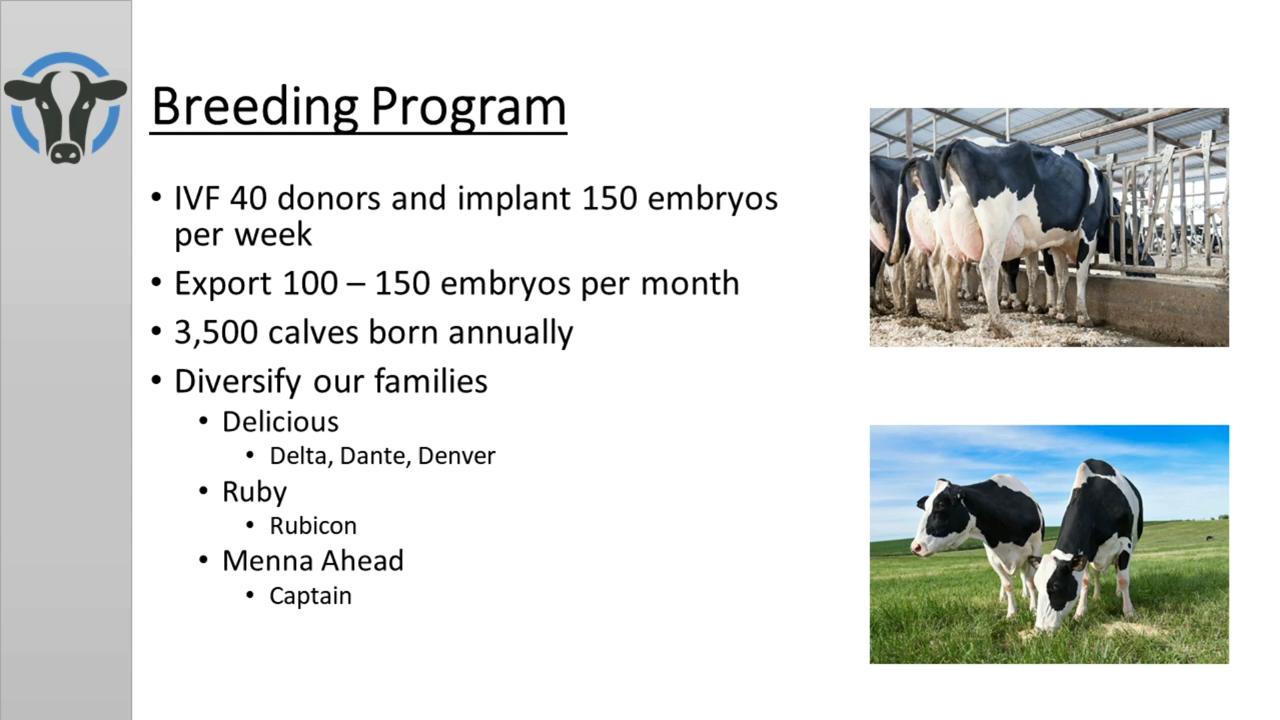 Breeding Program
• IVF 40 donors and implant 150 embryos
per week
• Export 100 – 150 embryos per month
• 3,500 calves born annually
• Diversify our families
• Delicious
• Delta, Dante, Denver
• Ruby
• Rubicon
• Menna Ahead
• Captain